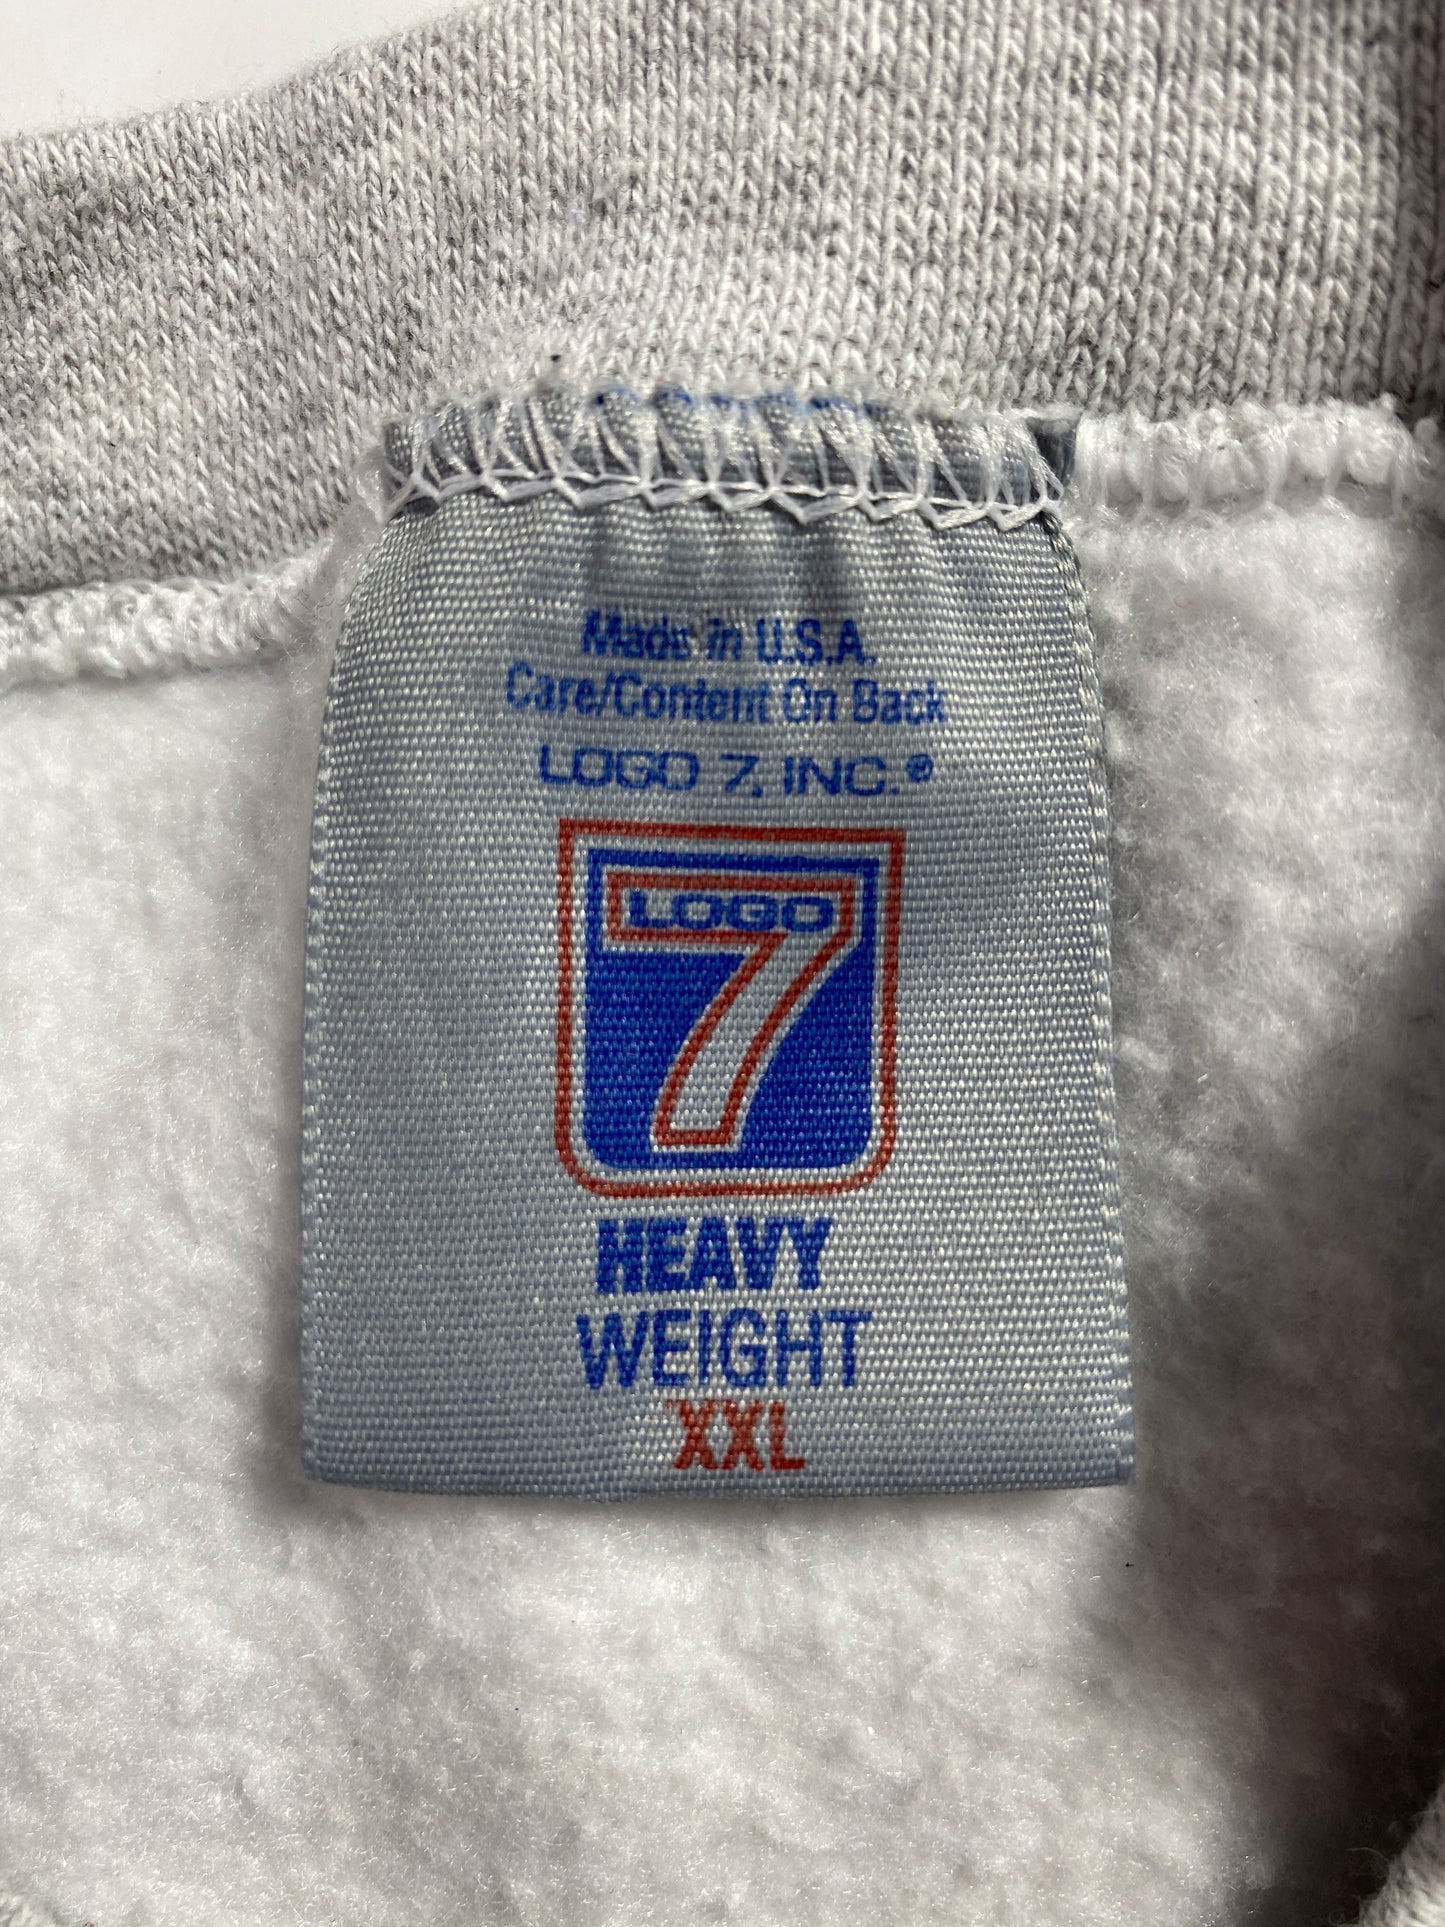 Made in U.S.A.
Care/Content On Back
LOGO 7, INC.®
LOGO
7
HEAVY
WEIGHT
XXL